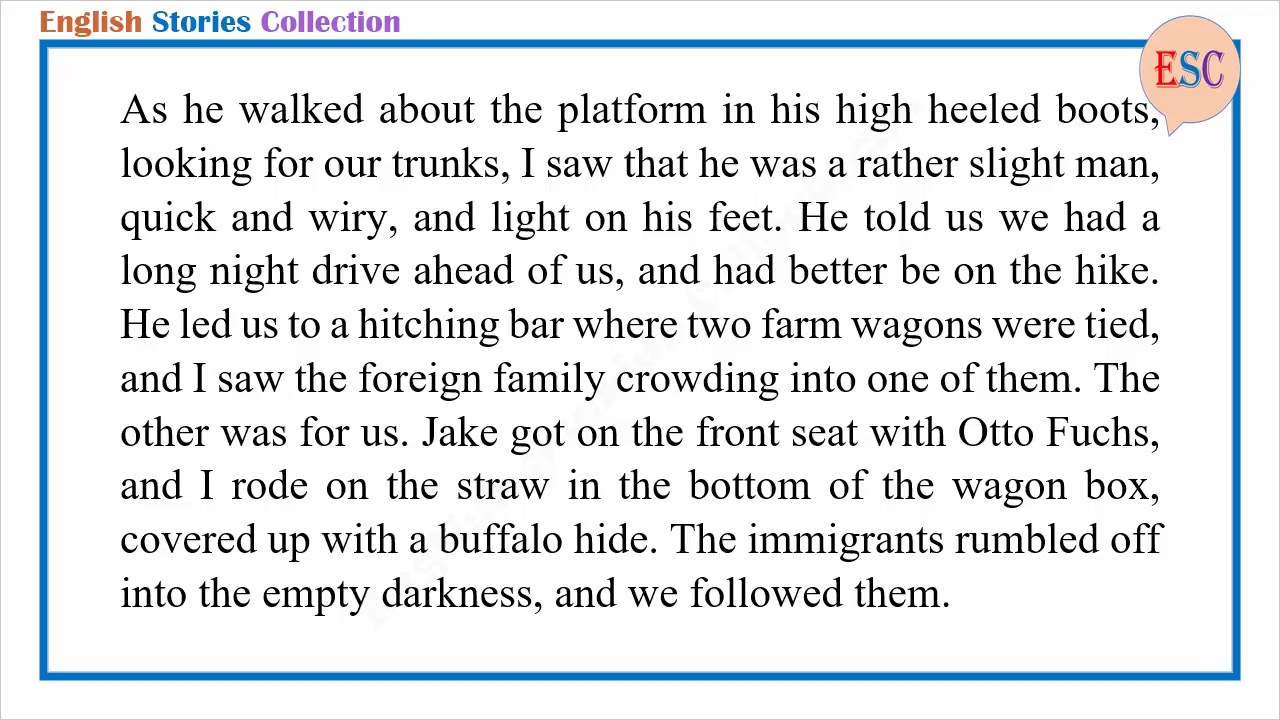 English Stories Collection
ESC
As he walked about the platform in his high heeled boots,
looking for our trunks, I saw that he was a rather slight man,
quick and wiry, and light on his feet. He told us we had a
long night drive ahead of us, and had better be on the hike.
He led us to a hitching bar where two farm wagons were tied,
and I saw the foreign family crowding into one of them. The
other was for us. Jake got on the front seat with Otto Fuchs,
and I rode on the straw in the bottom of the wagon box,
covered up with a buffalo hide. The immigrants rumbled off
into the empty darkness, and we followed them.